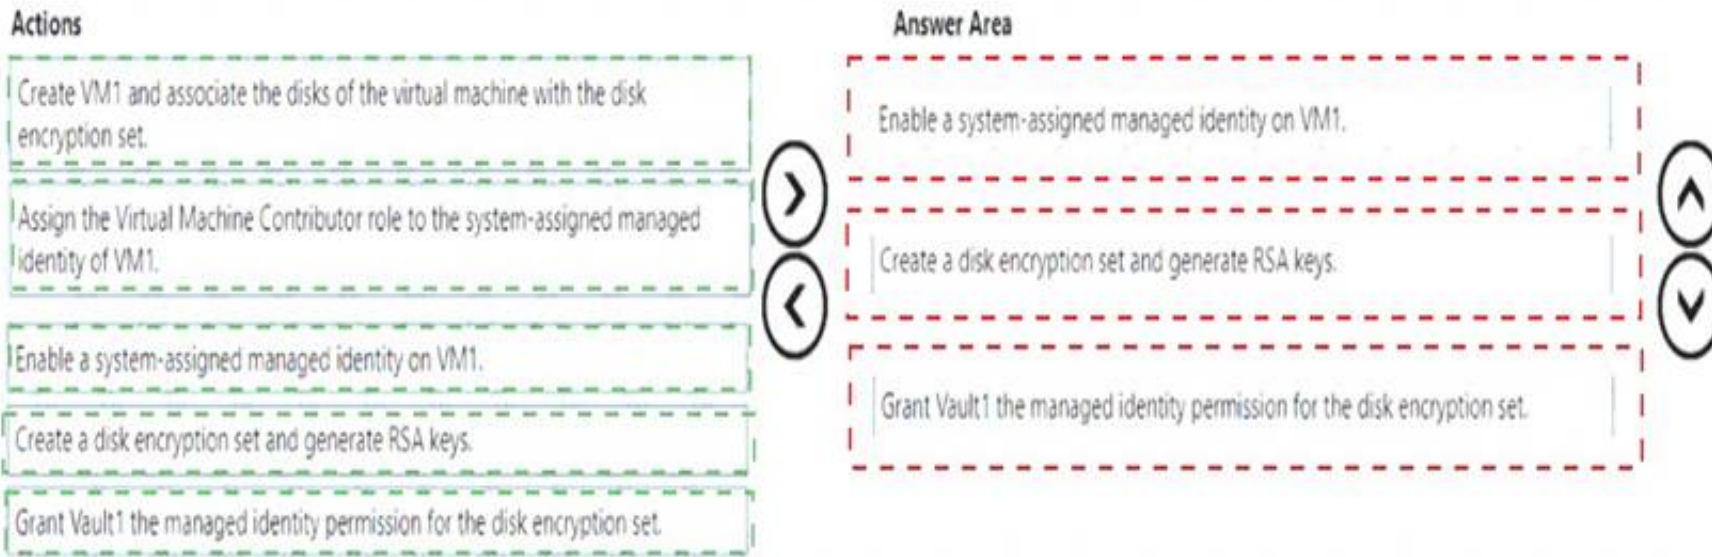 Actions
Create VM1 and associate the disks of the virtual machine with the disk
encryption set.
Assign the Virtual Machine Contributor role to the system-assigned managed
identity of VM1.
Enable a system-assigned managed identity on VM1.
Create a disk encryption set and generate RSA keys.
Grant Vault1 the managed identity permission for the disk encryption set.
Answer Area
Enable a system-assigned managed identity on VM1.
Create a disk encryption set and generate RSA keys.
Grant Vault1 the managed identity permission for the disk encryption set.